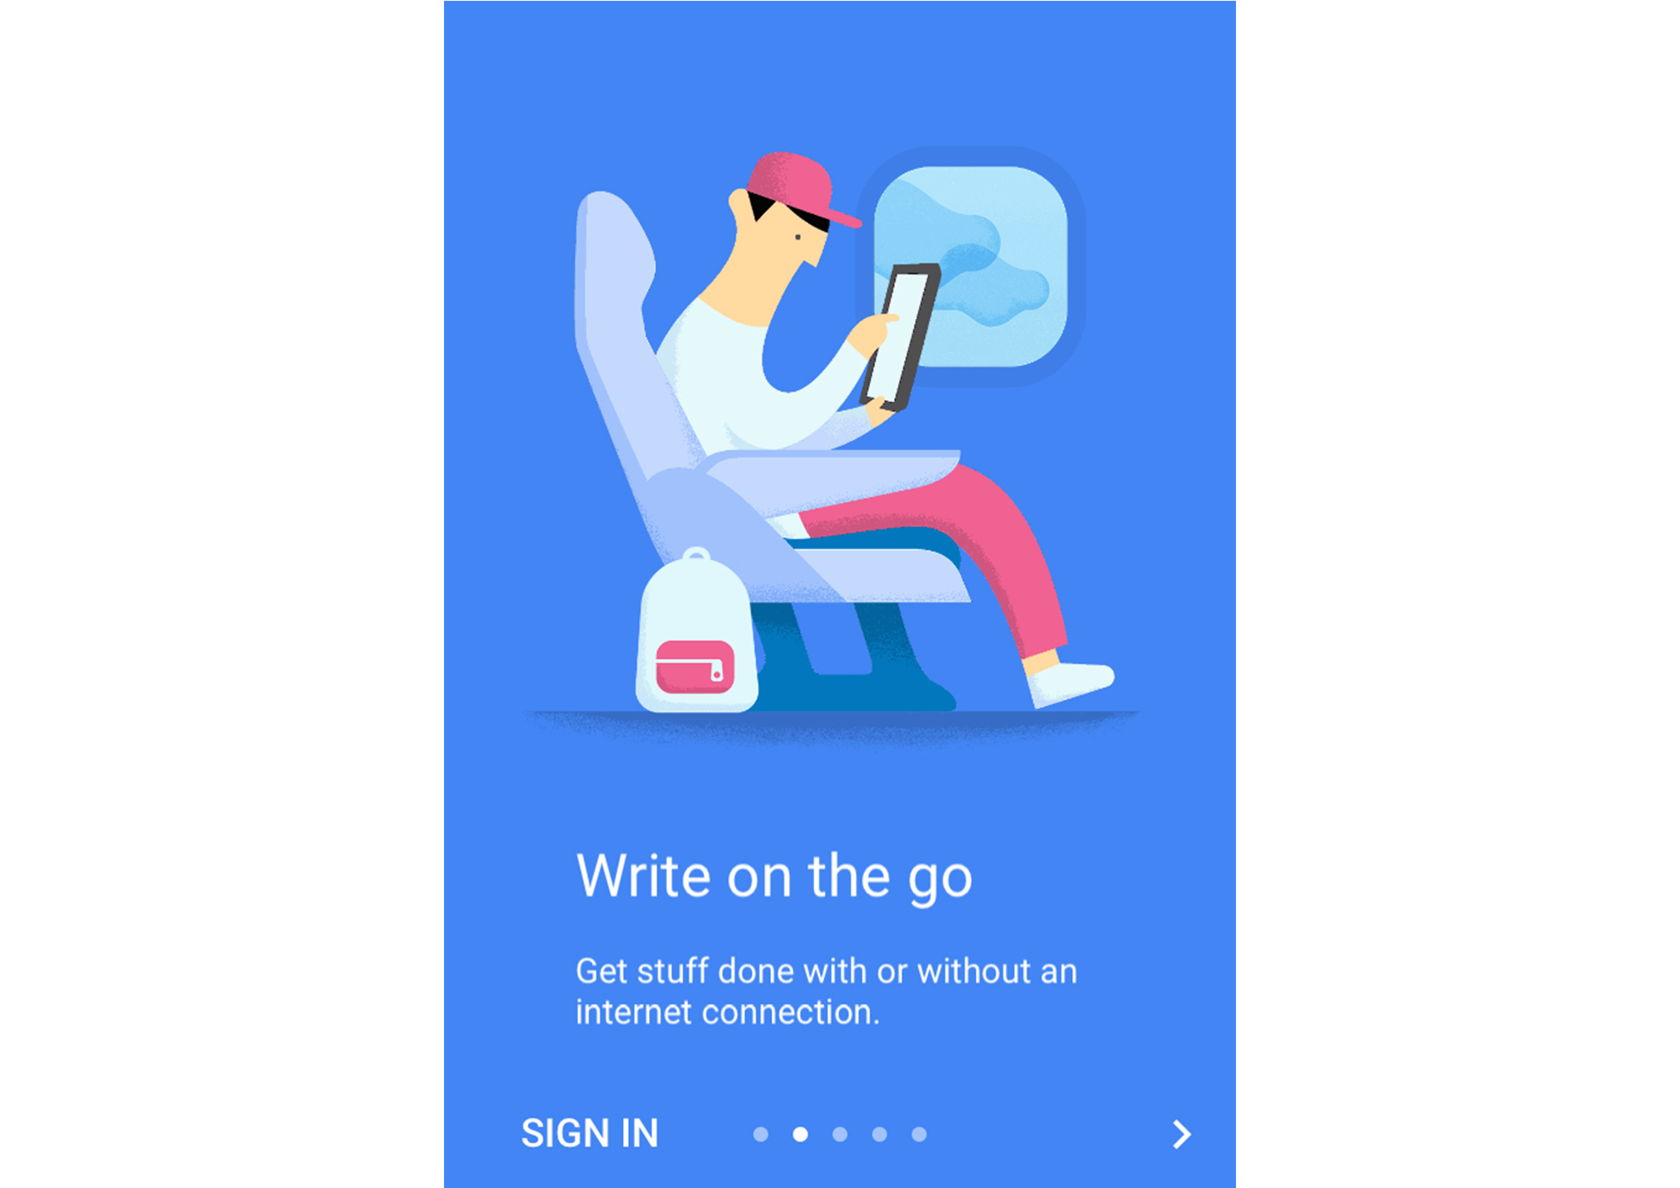 Write on the go
Get stuff done with or without an
internet connection.
SIGN IN